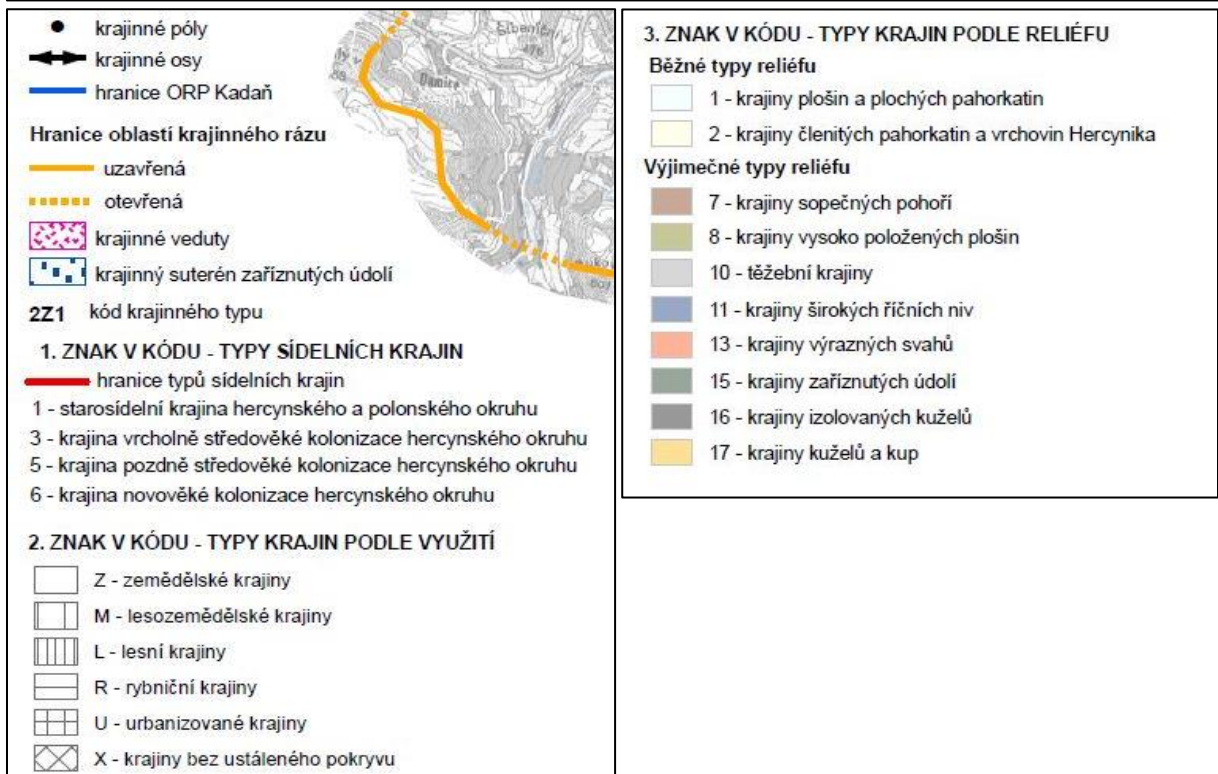 krajinné póly
krajinné osy
hranice ORP Kadaň
Hranice oblastí krajinného rázu
uzavřená
otevřená
krajinné veduty
krajinný suterén zaříznutých údolí
2Z1 kód krajinného typu
1. ZNAK V KÓDU - TYPY SÍDELNÍCH KRAJIN
hranice typů sídelních krajin
1 - starosídelní krajina hercynského a polonského okruhu
3 - krajina vrcholně středověké kolonizace hercynského okruhu
5 - krajina pozdně středověké kolonizace hercynského okruhu
6 - krajina novověké kolonizace hercynského okruhu
2. ZNAK V KÓDU - TYPY KRAJIN PODLE VYUŽITÍ
Z - zemědělské krajiny
M - lesozemědělské krajiny
L - lesní krajiny
R - rybniční krajiny
U - urbanizované krajiny
X - krajiny bez ustáleného pokryvu
3. ZNAK V KÓDU - TYPY KRAJIN PODLE RELIÉFU
Běžné typy reliéfu
1 - krajiny plošin a plochých pahorkatin
2 - krajiny členitých pahorkatin a vrchovin Hercynika
Výjimečné typy reliéfu
7 - krajiny sopečných pohoří
8 - krajiny vysoko položených plošin
10 - těžební krajiny
11 - krajiny širokých říčních niv
13 - krajiny výrazných svahů
15 - krajiny zaříznutých údolí
16 - krajiny izolovaných kuželů
17 - krajiny kuželů a kup